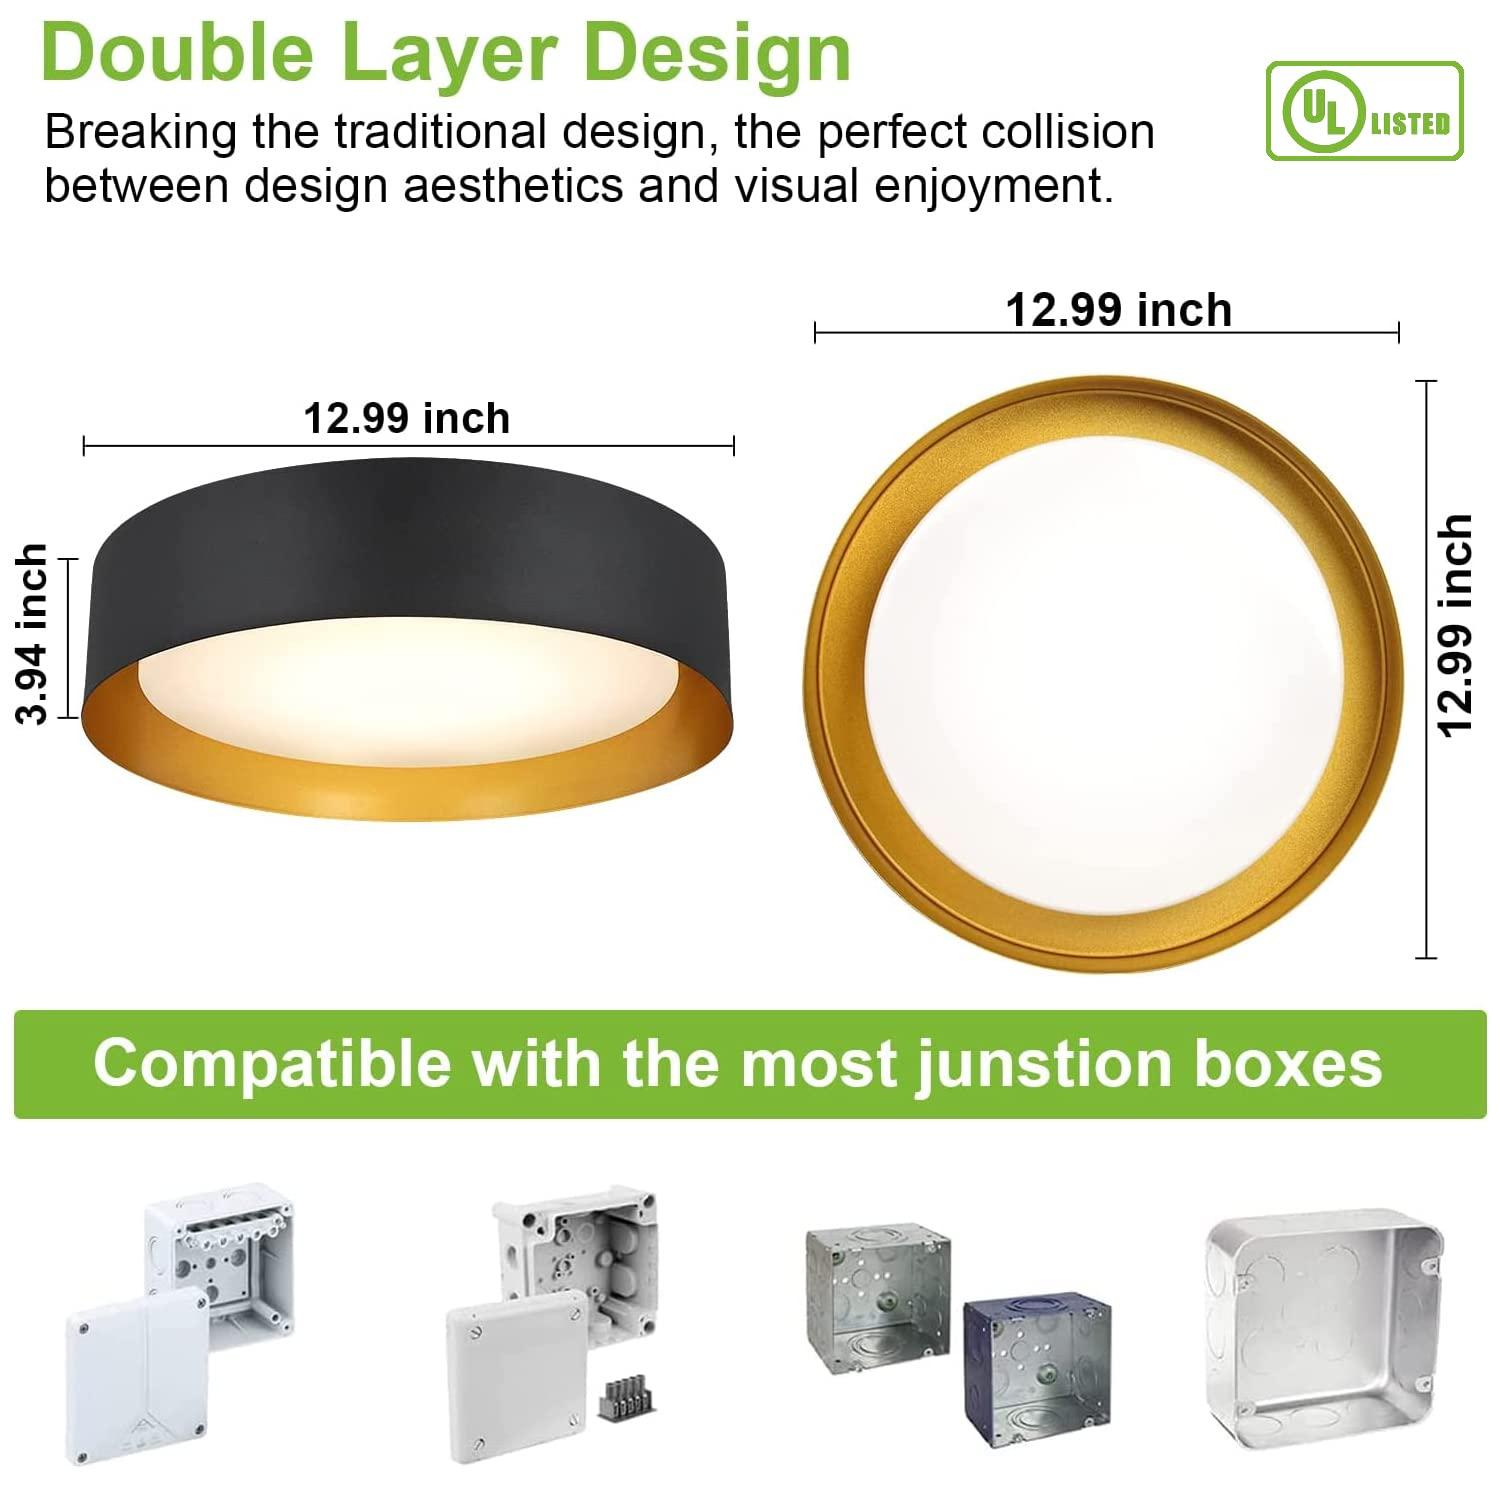 Double Layer Design
Breaking the traditional design, the perfect collision
between design aesthetics and visual enjoyment.
UL LISTED
12.99 inch
3.94 inch
12.99 inch
12.99 inch
Compatible with the most junstion boxes